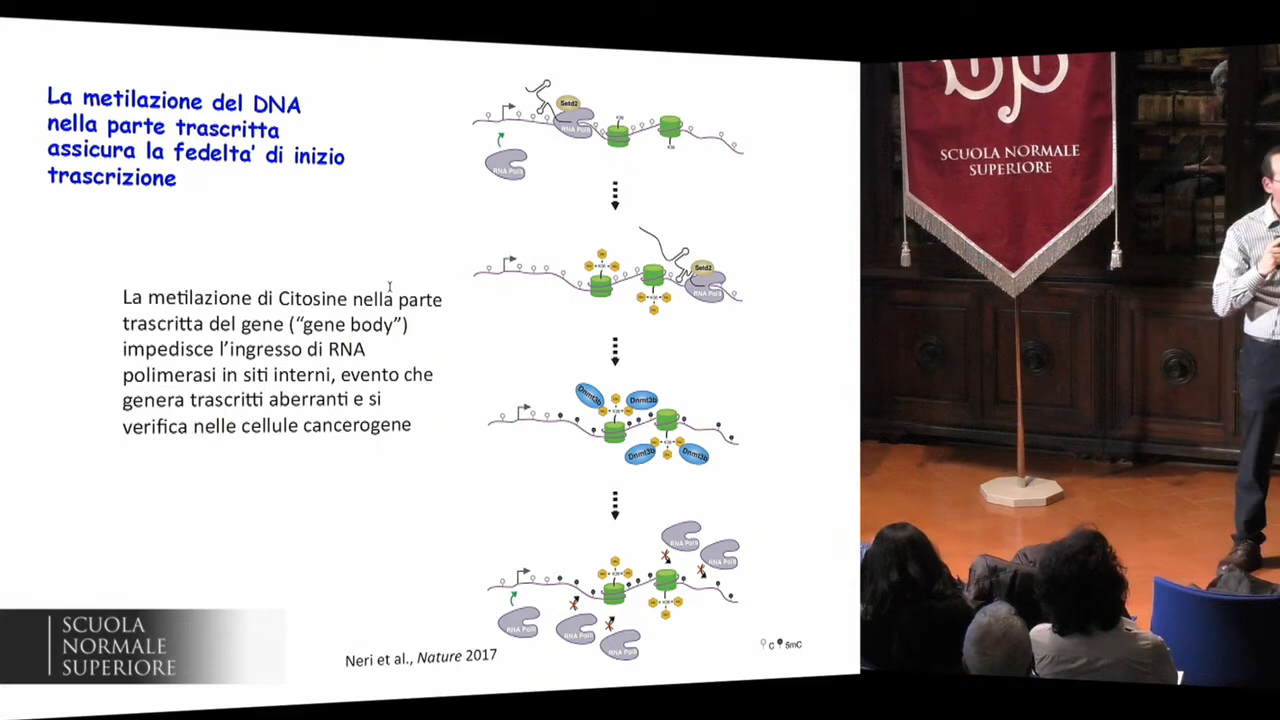 La metilazione del DNA
nella parte trascritta
assicura la fedelta' di inizio
trascrizione
La metilazione di Citosine nella parte
trascritta del gene (“gene body”)
impedisce l’ingresso di RNA
polimerasi in siti interni, evento che
genera trascritti aberranti e si
verifica nelle cellule cancerogene
Setd2
RNA PolII
K36
K36
RNA PolII
Setd2
RNA PolII
Dnmt3b
Dnmt3b
Dnmt3b
Dnmt3b
RNA PolII
RNA PolII
RNA PolII
RNA PolII
RNA PolII
C 5mC
Neri et al., Nature 2017
SCUOLA
NORMALE
SUPERIORE
SCUOLA NORMALE
SUPERIORE